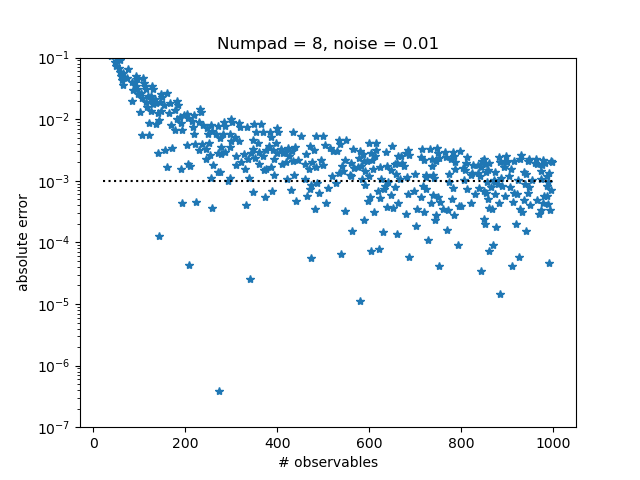 Numpad = 8, noise = 0.01
10⁻¹
10⁻²
10⁻³
10⁻⁴
10⁻⁵
10⁻⁶
10⁻⁷
absolute error
0 200 400 600 800 1000
# observables